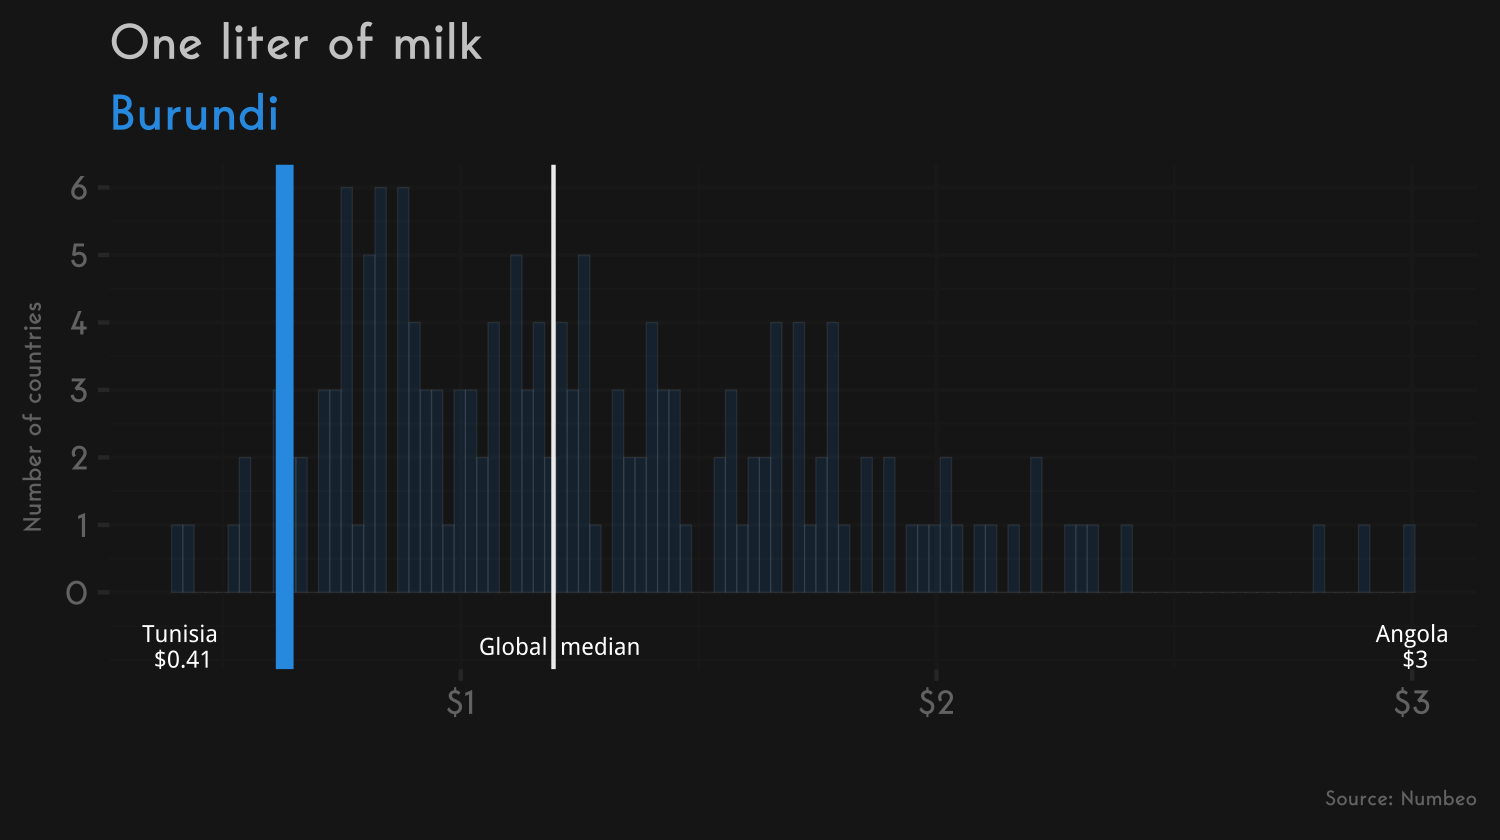 One liter of milk
Burundi
Number of countries
6
5
4
3
2
1
0
Tunisia
$0.41
Global median
Angola
$3
$1
$2
$3
Source: Numbeo